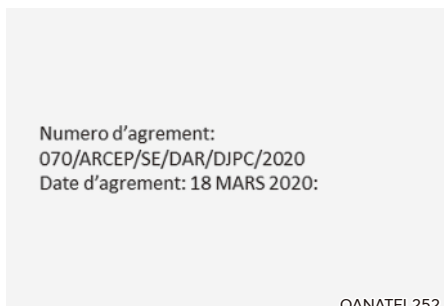 Numero d'agrement:
070/ARCEP/SE/DAR/DJPC/2020
Date d'agrement: 18 MARS 2020: